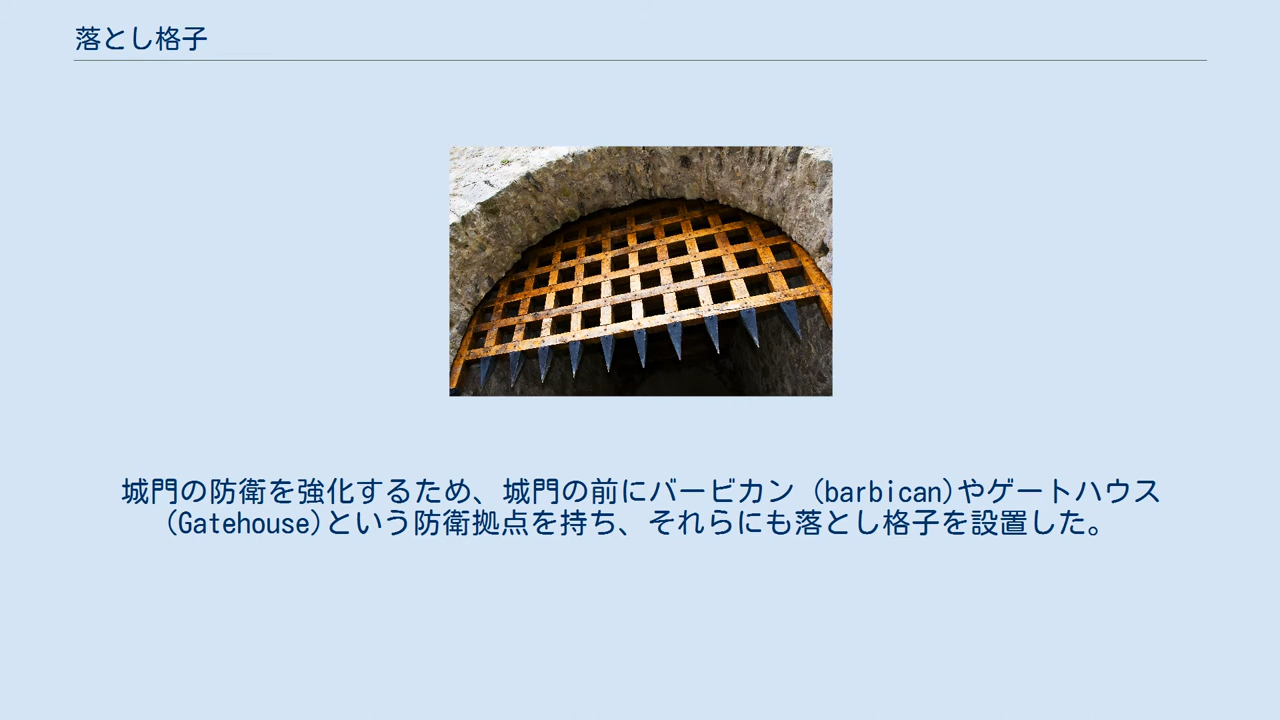 落とし格子
城門の防衛を強化するため、城門の前にバービカン (barbican)やゲートハウス
(Gatehouse)という防衛拠点を持ち、それらにも落とし格子を設置した。